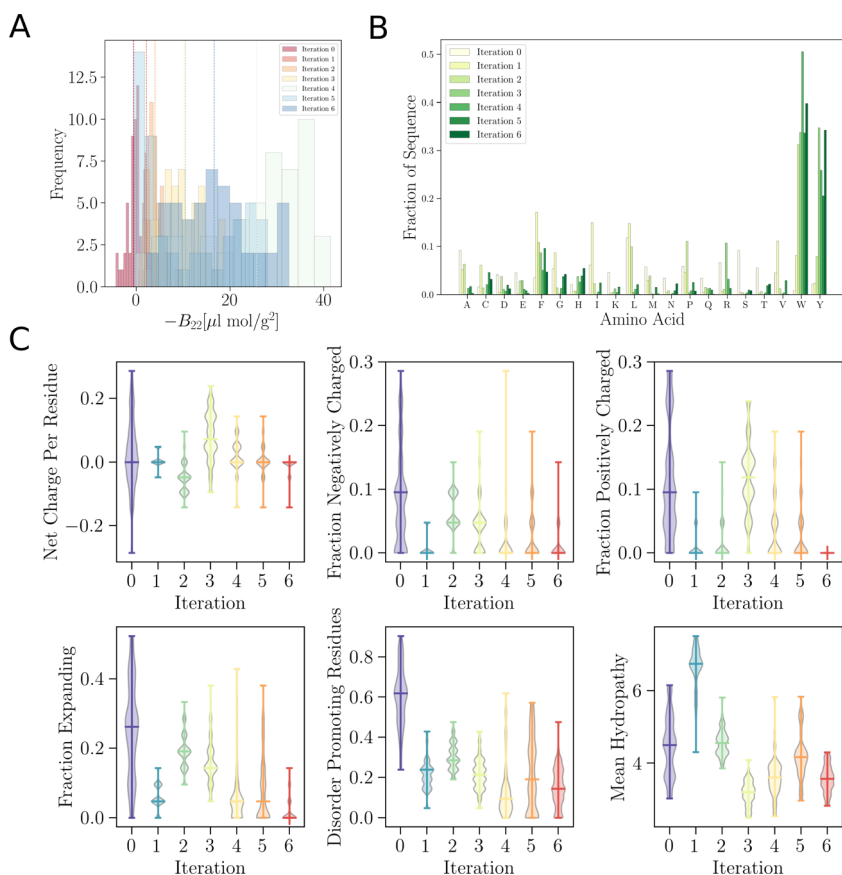 A
Frequency
12.5
10.0
7.5
5.0
2.5
0.0
Iteration 0
Iteration 1
Iteration 2
Iteration 3
Iteration 4
Iteration 5
Iteration 6
0 20 40
−B₂₂[μl mol/g²]
B
Fraction of Sequence
0.5
0.4
0.3
0.2
0.1
0.0
Iteration 0
Iteration 1
Iteration 2
Iteration 3
Iteration 4
Iteration 5
Iteration 6
A C D E F G H I K L M N P Q R S T V W Y
Amino Acid
C
Net Charge Per Residue
0.2
0.0
−0.2
0 1 2 3 4 5 6
Iteration
Fraction Negatively Charged
0.3
0.2
0.1
0.0
0 1 2 3 4 5 6
Iteration
Fraction Positively Charged
0.3
0.2
0.1
0.0
0 1 2 3 4 5 6
Iteration
Fraction Expanding
0.4
0.2
0.0
0 1 2 3 4 5 6
Iteration
Disorder Promoting Residues
0.8
0.6
0.4
0.2
0.0
0 1 2 3 4 5 6
Iteration
Mean Hydropathy
6
4
0 1 2 3 4 5 6
Iteration